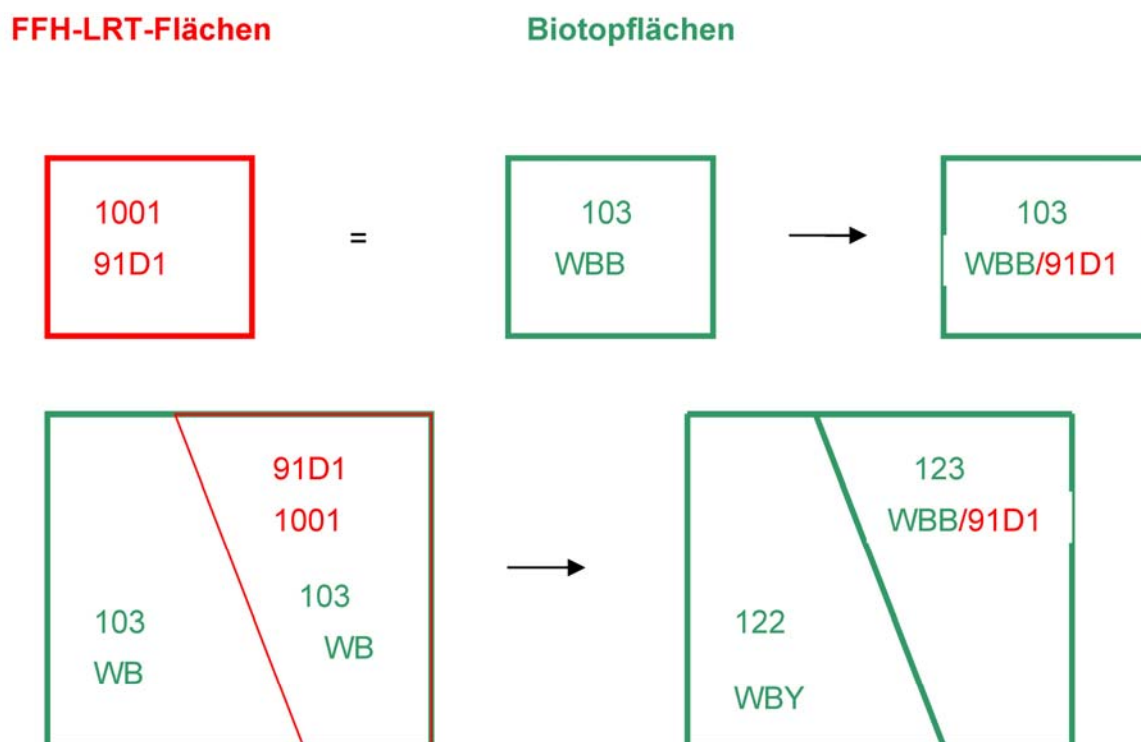 FFH-LRT-Flächen
Biotopflächen
1001
91D1
=
103
WBB
103
WBB/91D1
91D1
1001
103
WB
103
WB
123
WBB/91D1
122
WBY